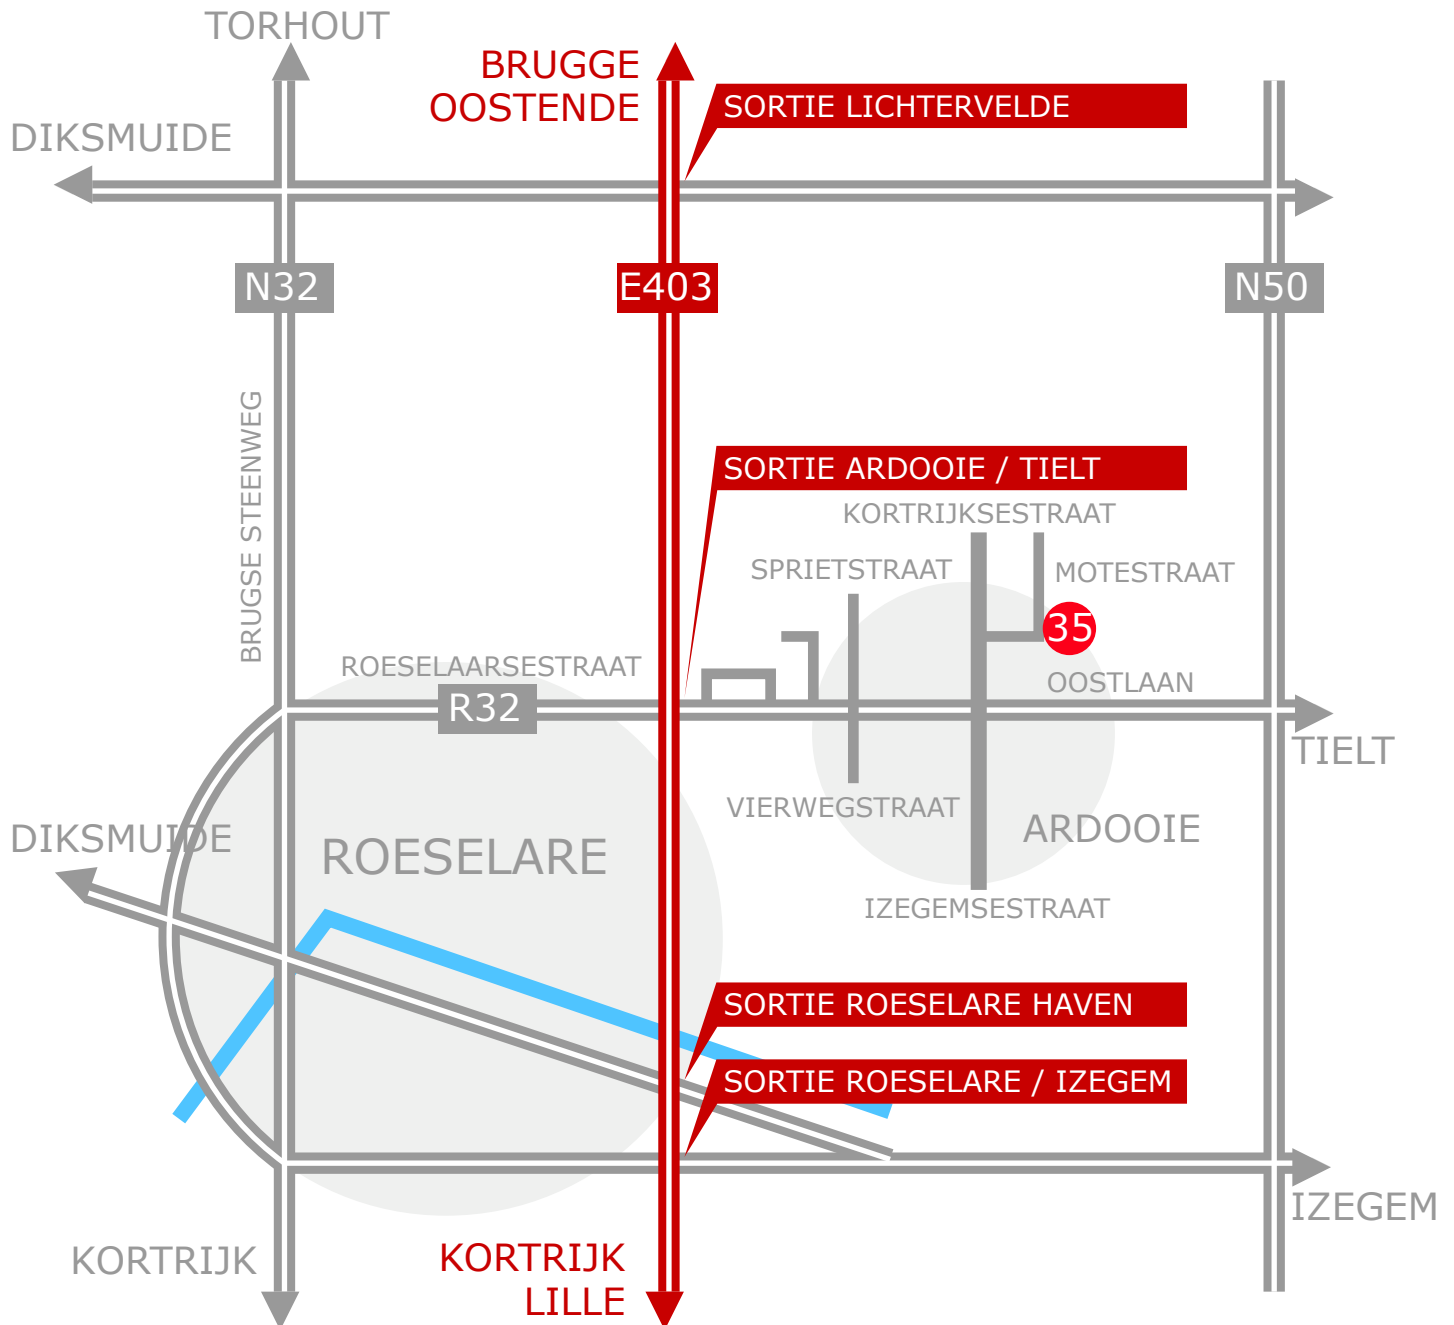 TORHOUT
BRUGGE
OOSTENDE
SORTIE LICHTERVELDE
DIKSMUIDE
N32
E403
N50
BRUGSE STEENWEG
SORTIE ARDOOIE / TIELT
KORTRIJKSESTRAAT
SPRIETSTRAAT
MOTESTRAAT
35
ROESELAARSESTRAAT
OOSTLAAN
R32
TIELT
VIERWEGSTRAAT
ARDOOIE
DIKSMUIDE
ROESELARE
IZEGEMSESTRAAT
SORTIE ROESELARE HAVEN
SORTIE ROESELARE / IZEGEM
IZEGEM
KORTRIJK
KORTRIJK
LILLE